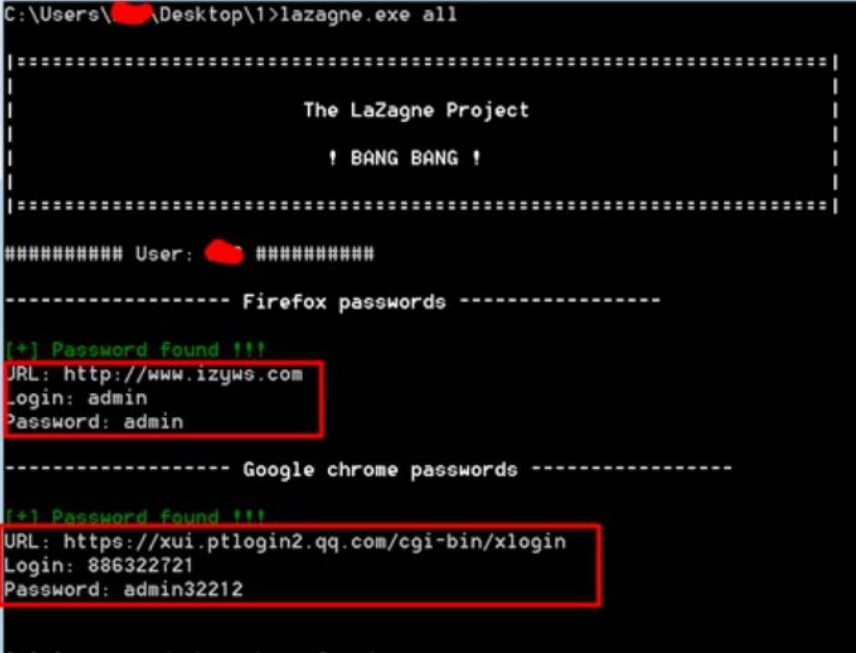 C:\Users\ \Desktop\1>lazagne.exe all
|====================================================================|
The LaZagne Project
! BANG BANG !
|====================================================================|
########## User: ##########
------------------- Firefox passwords -----------------
[+] Password found !!!
URL: http://www.izyws.com
Login: admin
Password: admin
------------------- Google chrome passwords -----------------
[+] Password found !!!
URL: https://xui.ptlogin2.qq.com/cgi-bin/xlogin
Login: 886322721
Password: admin32212